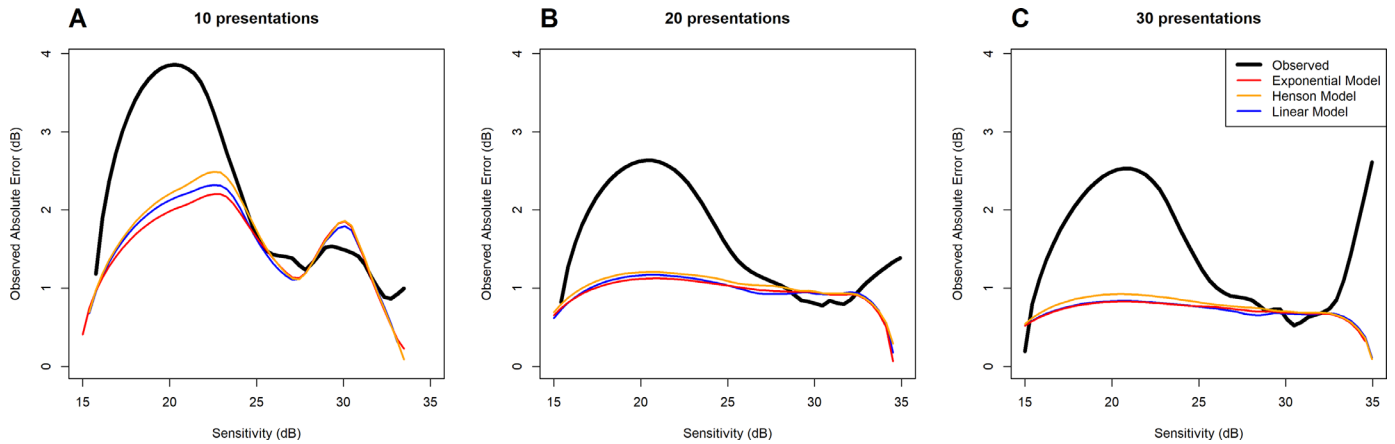 A
10 presentations
Observed Absolute Error (dB)
4
3
2
1
0
15
20
25
30
35
Sensitivity (dB)
B
20 presentations
Observed Absolute Error (dB)
4
3
2
1
0
15
20
25
30
35
Sensitivity (dB)
C
30 presentations
Observed Absolute Error (dB)
4
3
2
1
0
15
20
25
30
35
Sensitivity (dB)
Observed
Exponential Model
Henson Model
Linear Model